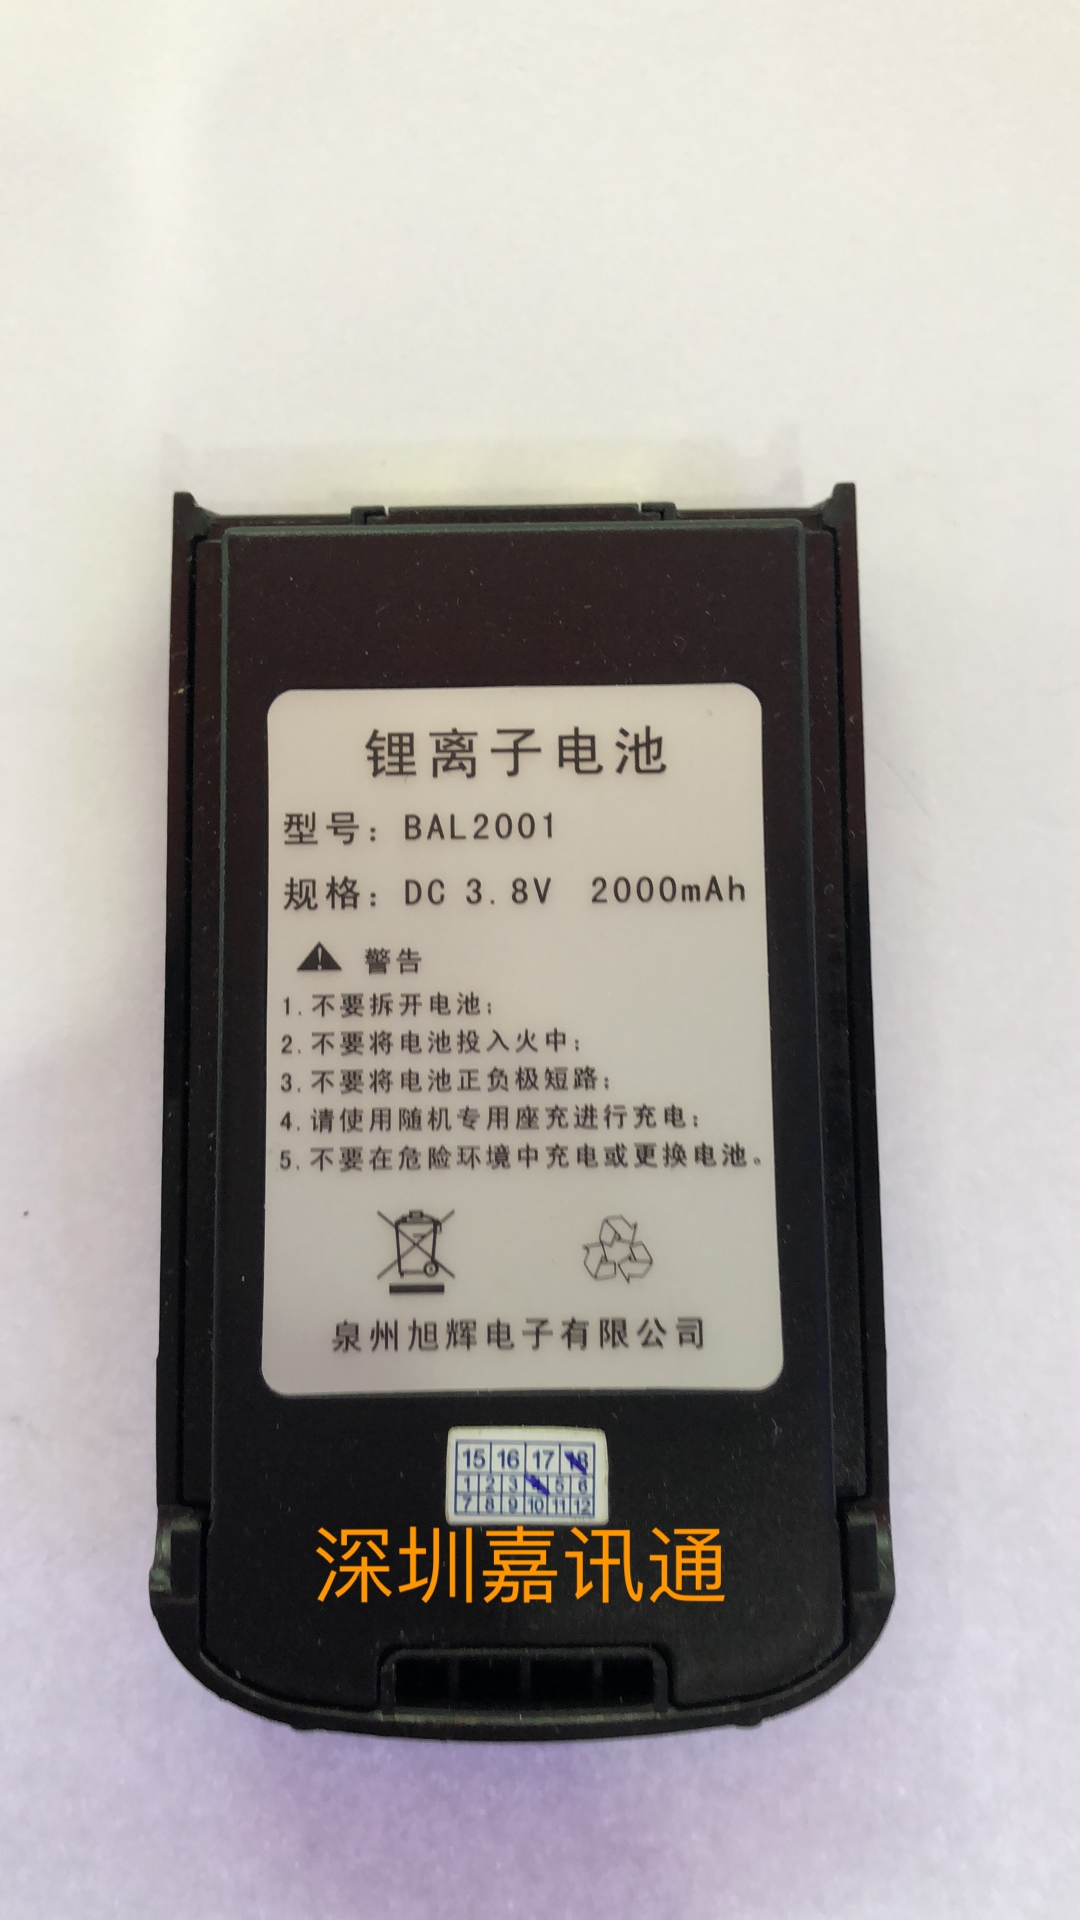 锂离子电池
型号：BAL2001
规格：DC 3.8V 2000mAh
警告
1.不要拆开电池；
2.不要将电池投入火中；
3.不要将电池正负极短路；
4.请使用随机专用座充进行充电；
5.不要在危险环境中充电或更换电池。
泉州旭辉电子有限公司
15 16 17 18
1 2 3 4 5 6
7 8 9 10 11 12
深圳嘉讯通